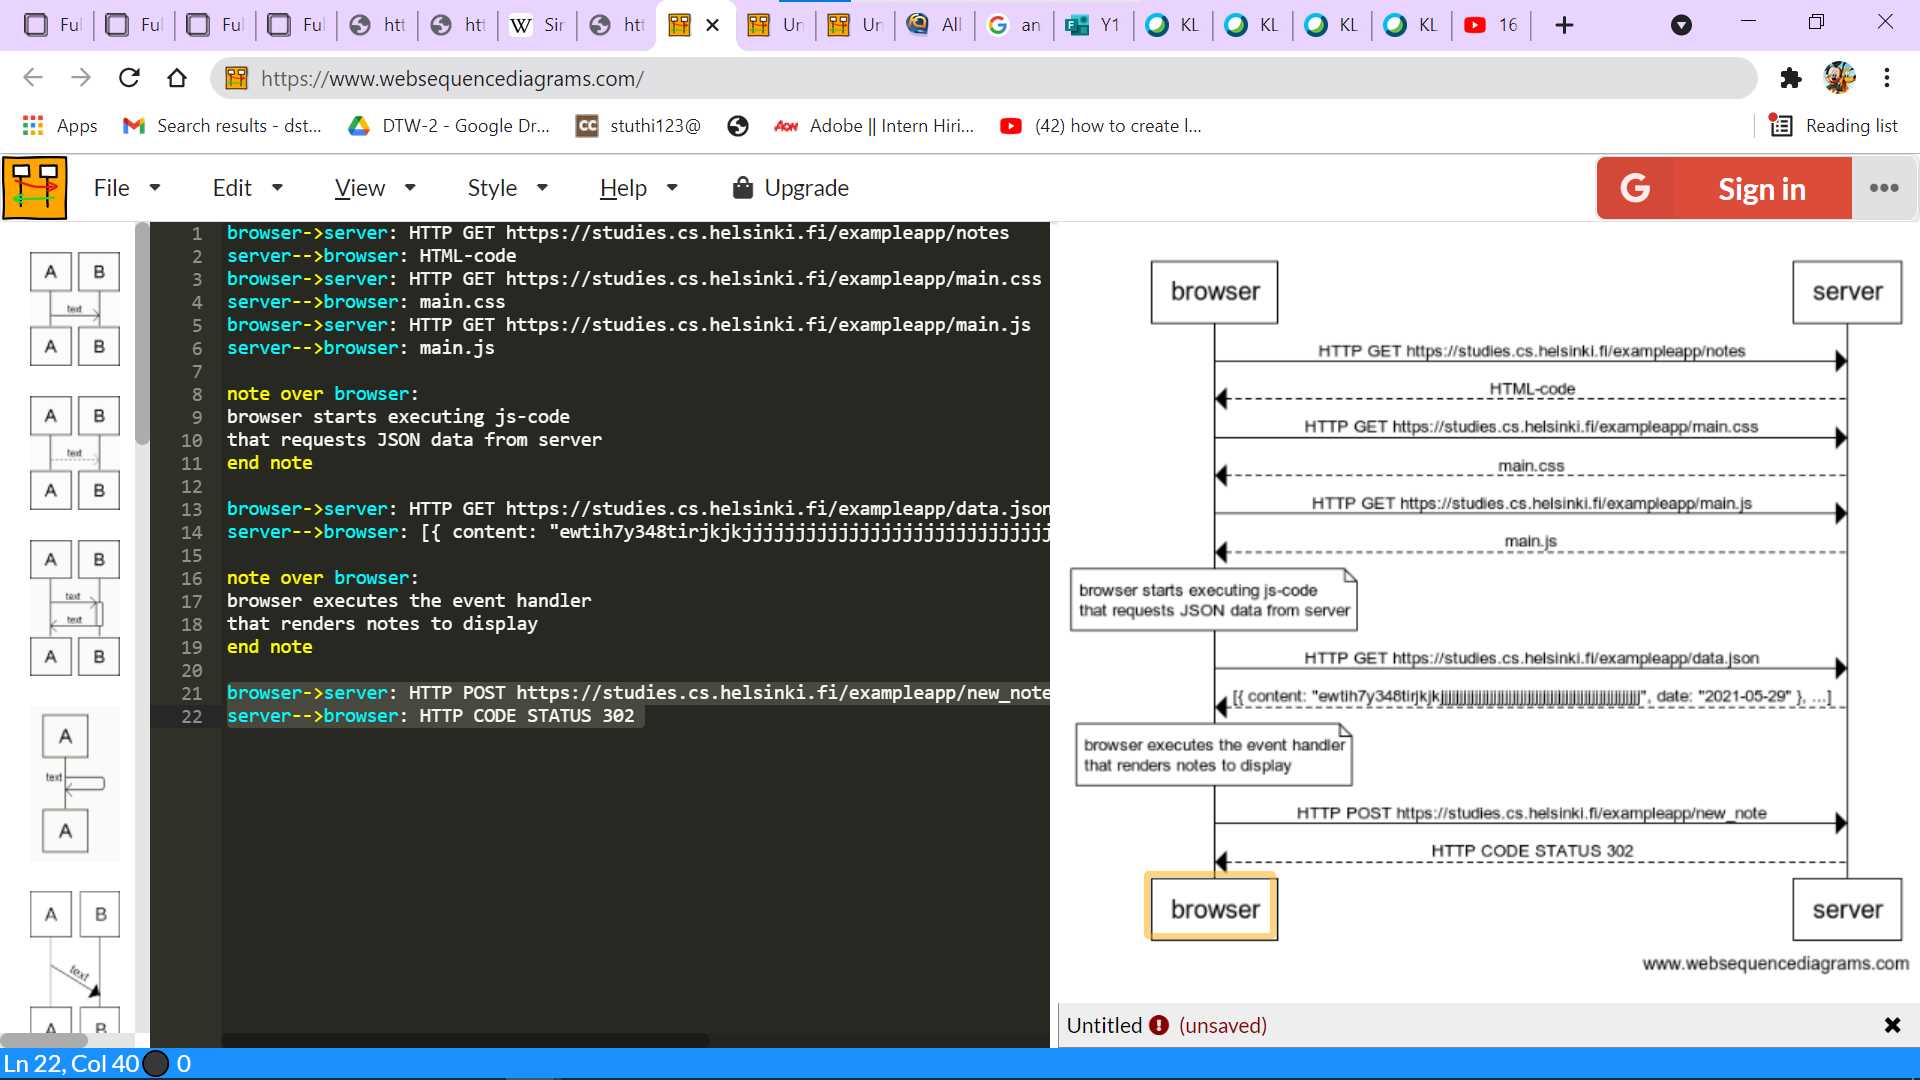 Ful
Ful
Ful
Ful
htt
htt
W
Sir
htt
Un
Un
All
G
an
Y1
KL
KL
KL
KL
16
https://www.websequencediagrams.com/
Apps
Search results - dst...
DTW-2 - Google Dr...
CC
stuthi123@
Aon
Adobe || Intern Hiri...
(42) how to create l...
Reading list
File
Edit
View
Style
Help
Upgrade
G
Sign in
A B
text
A B
A B
text
A B
A B
text
text
A B
A
text
A
A B
text
A B
1 browser->server: HTTP GET https://studies.cs.helsinki.fi/exampleapp/notes
2 server-->browser: HTML-code
3 browser->server: HTTP GET https://studies.cs.helsinki.fi/exampleapp/main.css
4 server-->browser: main.css
5 browser->server: HTTP GET https://studies.cs.helsinki.fi/exampleapp/main.js
6 server-->browser: main.js
7
8 note over browser:
9 browser starts executing js-code
10 that requests JSON data from server
11 end note
12
13 browser->server: HTTP GET https://studies.cs.helsinki.fi/exampleapp/data.json
14 server-->browser: [{ content: "ewtih7y348tirjkjkjjjjjjjjjjjjjjjjjjjjjjjjjjjjj
15
16 note over browser:
17 browser executes the event handler
18 that renders notes to display
19 end note
20
21 browser->server: HTTP POST https://studies.cs.helsinki.fi/exampleapp/new_note
22 server-->browser: HTTP CODE STATUS 302
browser
server
HTTP GET https://studies.cs.helsinki.fi/exampleapp/notes
HTML-code
HTTP GET https://studies.cs.helsinki.fi/exampleapp/main.css
main.css
HTTP GET https://studies.cs.helsinki.fi/exampleapp/main.js
main.js
browser starts executing js-code
that requests JSON data from server
HTTP GET https://studies.cs.helsinki.fi/exampleapp/data.json
[{ content: , date: "2021-05-29" }, ...]
browser executes the event handler
that renders notes to display
HTTP POST https://studies.cs.helsinki.fi/exampleapp/new_note
HTTP CODE STATUS 302
browser
server
www.websequencediagrams.com
Untitled (unsaved)
Ln 22, Col 40 0